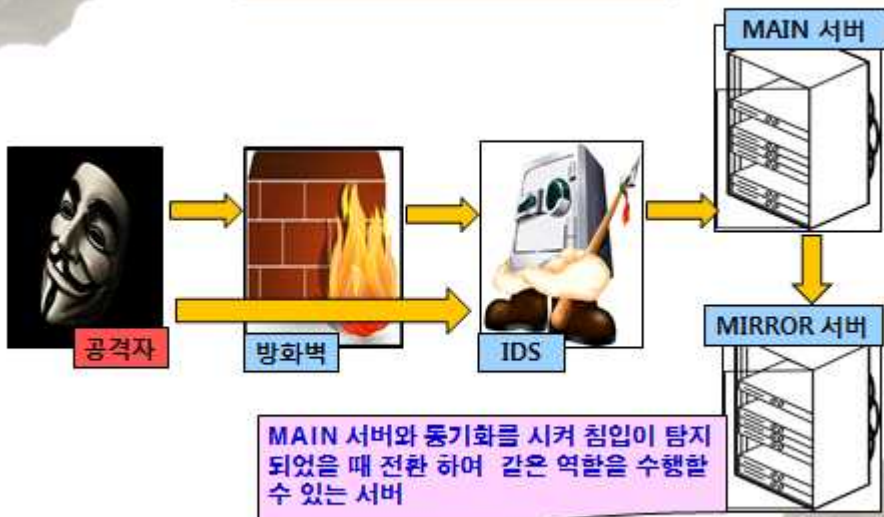 MAIN 서버
공격자
방화벽
IDS
MIRROR 서버
MAIN 서버와 동기화를 시켜 침입이 탐지
되었을 때 전환 하여 같은 역할을 수행할
수 있는 서버